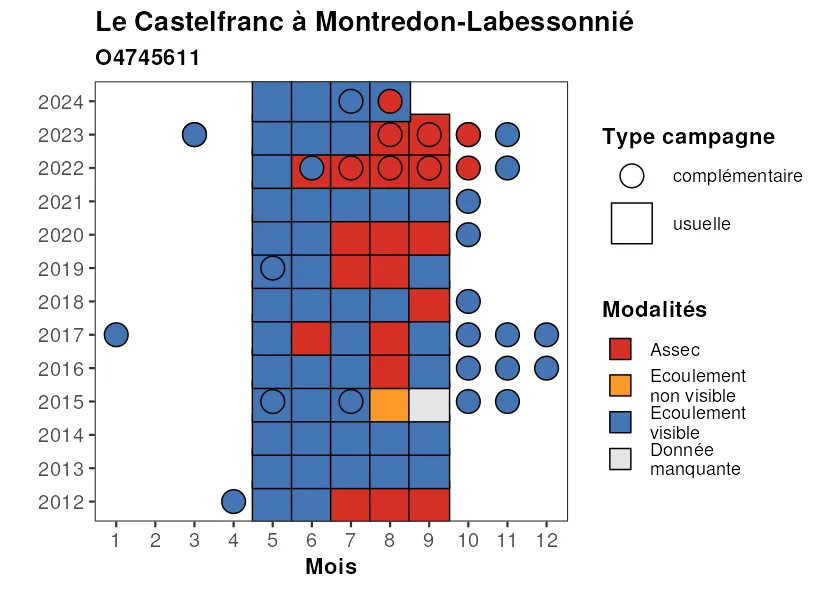 Le Castelfranc à Montredon-Labessonnié
O4745611
2024
2023
2022
2021
2020
2019
2018
2017
2016
2015
2014
2013
2012
1 2 3 4 5 6 7 8 9 10 11 12
Mois
Type campagne
complémentaire
usuelle
Modalités
Assec
Ecoulement
non visible
Ecoulement
visible
Donnée
manquante